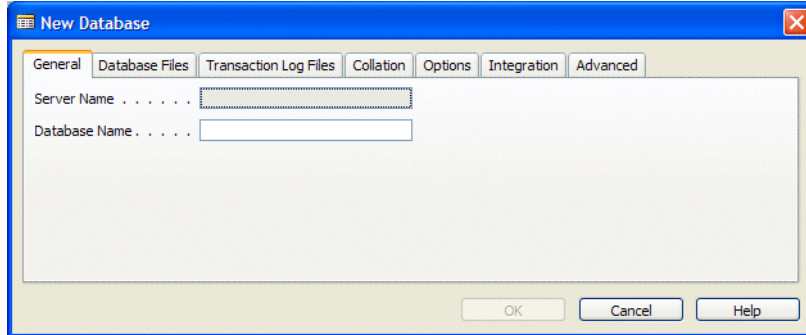 New Database
General Database Files Transaction Log Files Collation Options Integration Advanced
Server Name . . . . . .
Database Name . . . . .
OK Cancel Help